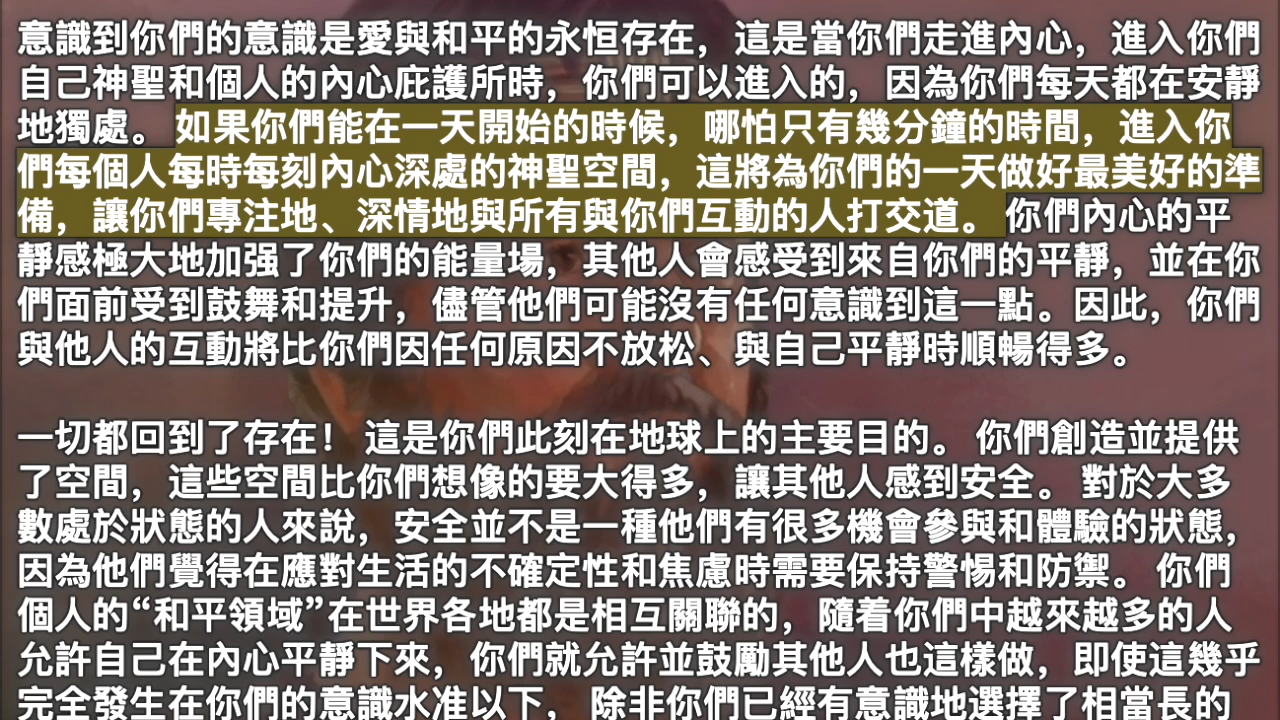 意識到你們的意識是愛與和平的永恒存在，這是當你們走進內心，進入你們
自己神聖和個人的內心庇護所時，你們可以進入的，因為你們每天都在安靜
地獨處。 如果你們能在一天開始的時候，哪怕只有幾分鐘的時間，進入你
們每個人每時每刻內心深處的神聖空間，這將為你們的一天做好最美好的準
備，讓你們專注地、深情地與所有與你們互動的人打交道。 你們內心的平
靜感極大地加强了你們的能量場，其他人會感受到來自你們的平靜，並在你
們面前受到鼓舞和提升，儘管他們可能沒有任何意識到這一點。因此，你們
與他人的互動將比你們因任何原因不放松、與自己平靜時順暢得多。
一切都回到了存在！ 這是你們此刻在地球上的主要目的。 你們創造並提供
了空間，這些空間比你們想像的要大得多，讓其他人感到安全。 對於大多
數處於狀態的人來說，安全並不是一種他們有很多機會參與和體驗的狀態，
因為他們覺得在應對生活的不確定性和焦慮時需要保持警惕和防禦。 你們
個人的“和平領域”在世界各地都是相互關聯的，隨着你們中越來越多的人
允許自己在內心平靜下來，你們就允許並鼓勵其他人也這樣做，即使這幾乎
完全發生在你們的意識水准以下， 除非你們已經有意識地選擇了相當長的